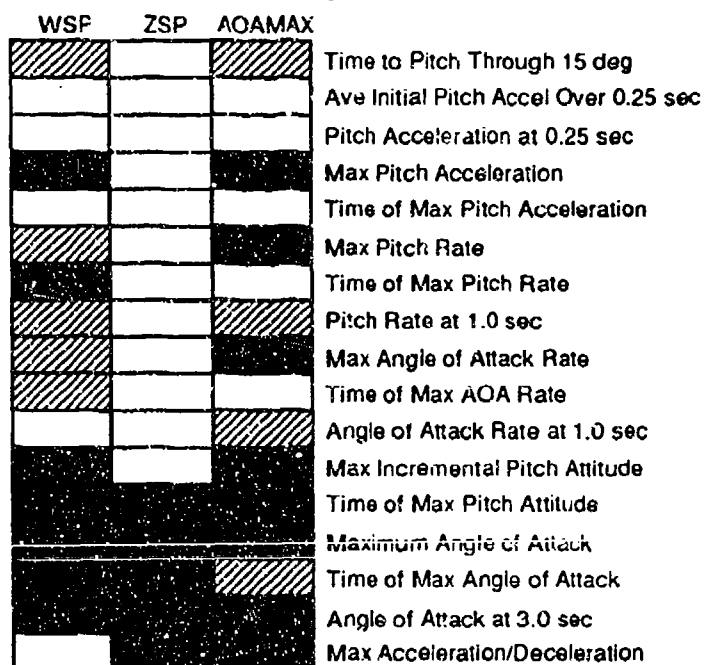 WSP ZSP AOAMAX
Time to Pitch Through 15 deg
Ave Initial Pitch Accel Over 0.25 sec
Pitch Acceleration at 0.25 sec
Max Pitch Acceleration
Time of Max Pitch Acceleration
Max Pitch Rate
Time of Max Pitch Rate
Pitch Rate at 1.0 sec
Max Angle of Attack Rate
Time of Max AOA Rate
Angle of Attack Rate at 1.0 sec
Max Incremental Pitch Attitude
Time of Max Pitch Attitude
Maximum Angle of Attack
Time of Max Angle of Attack
Angle of Attack at 3.0 sec
Max Acceleration/Deceleration